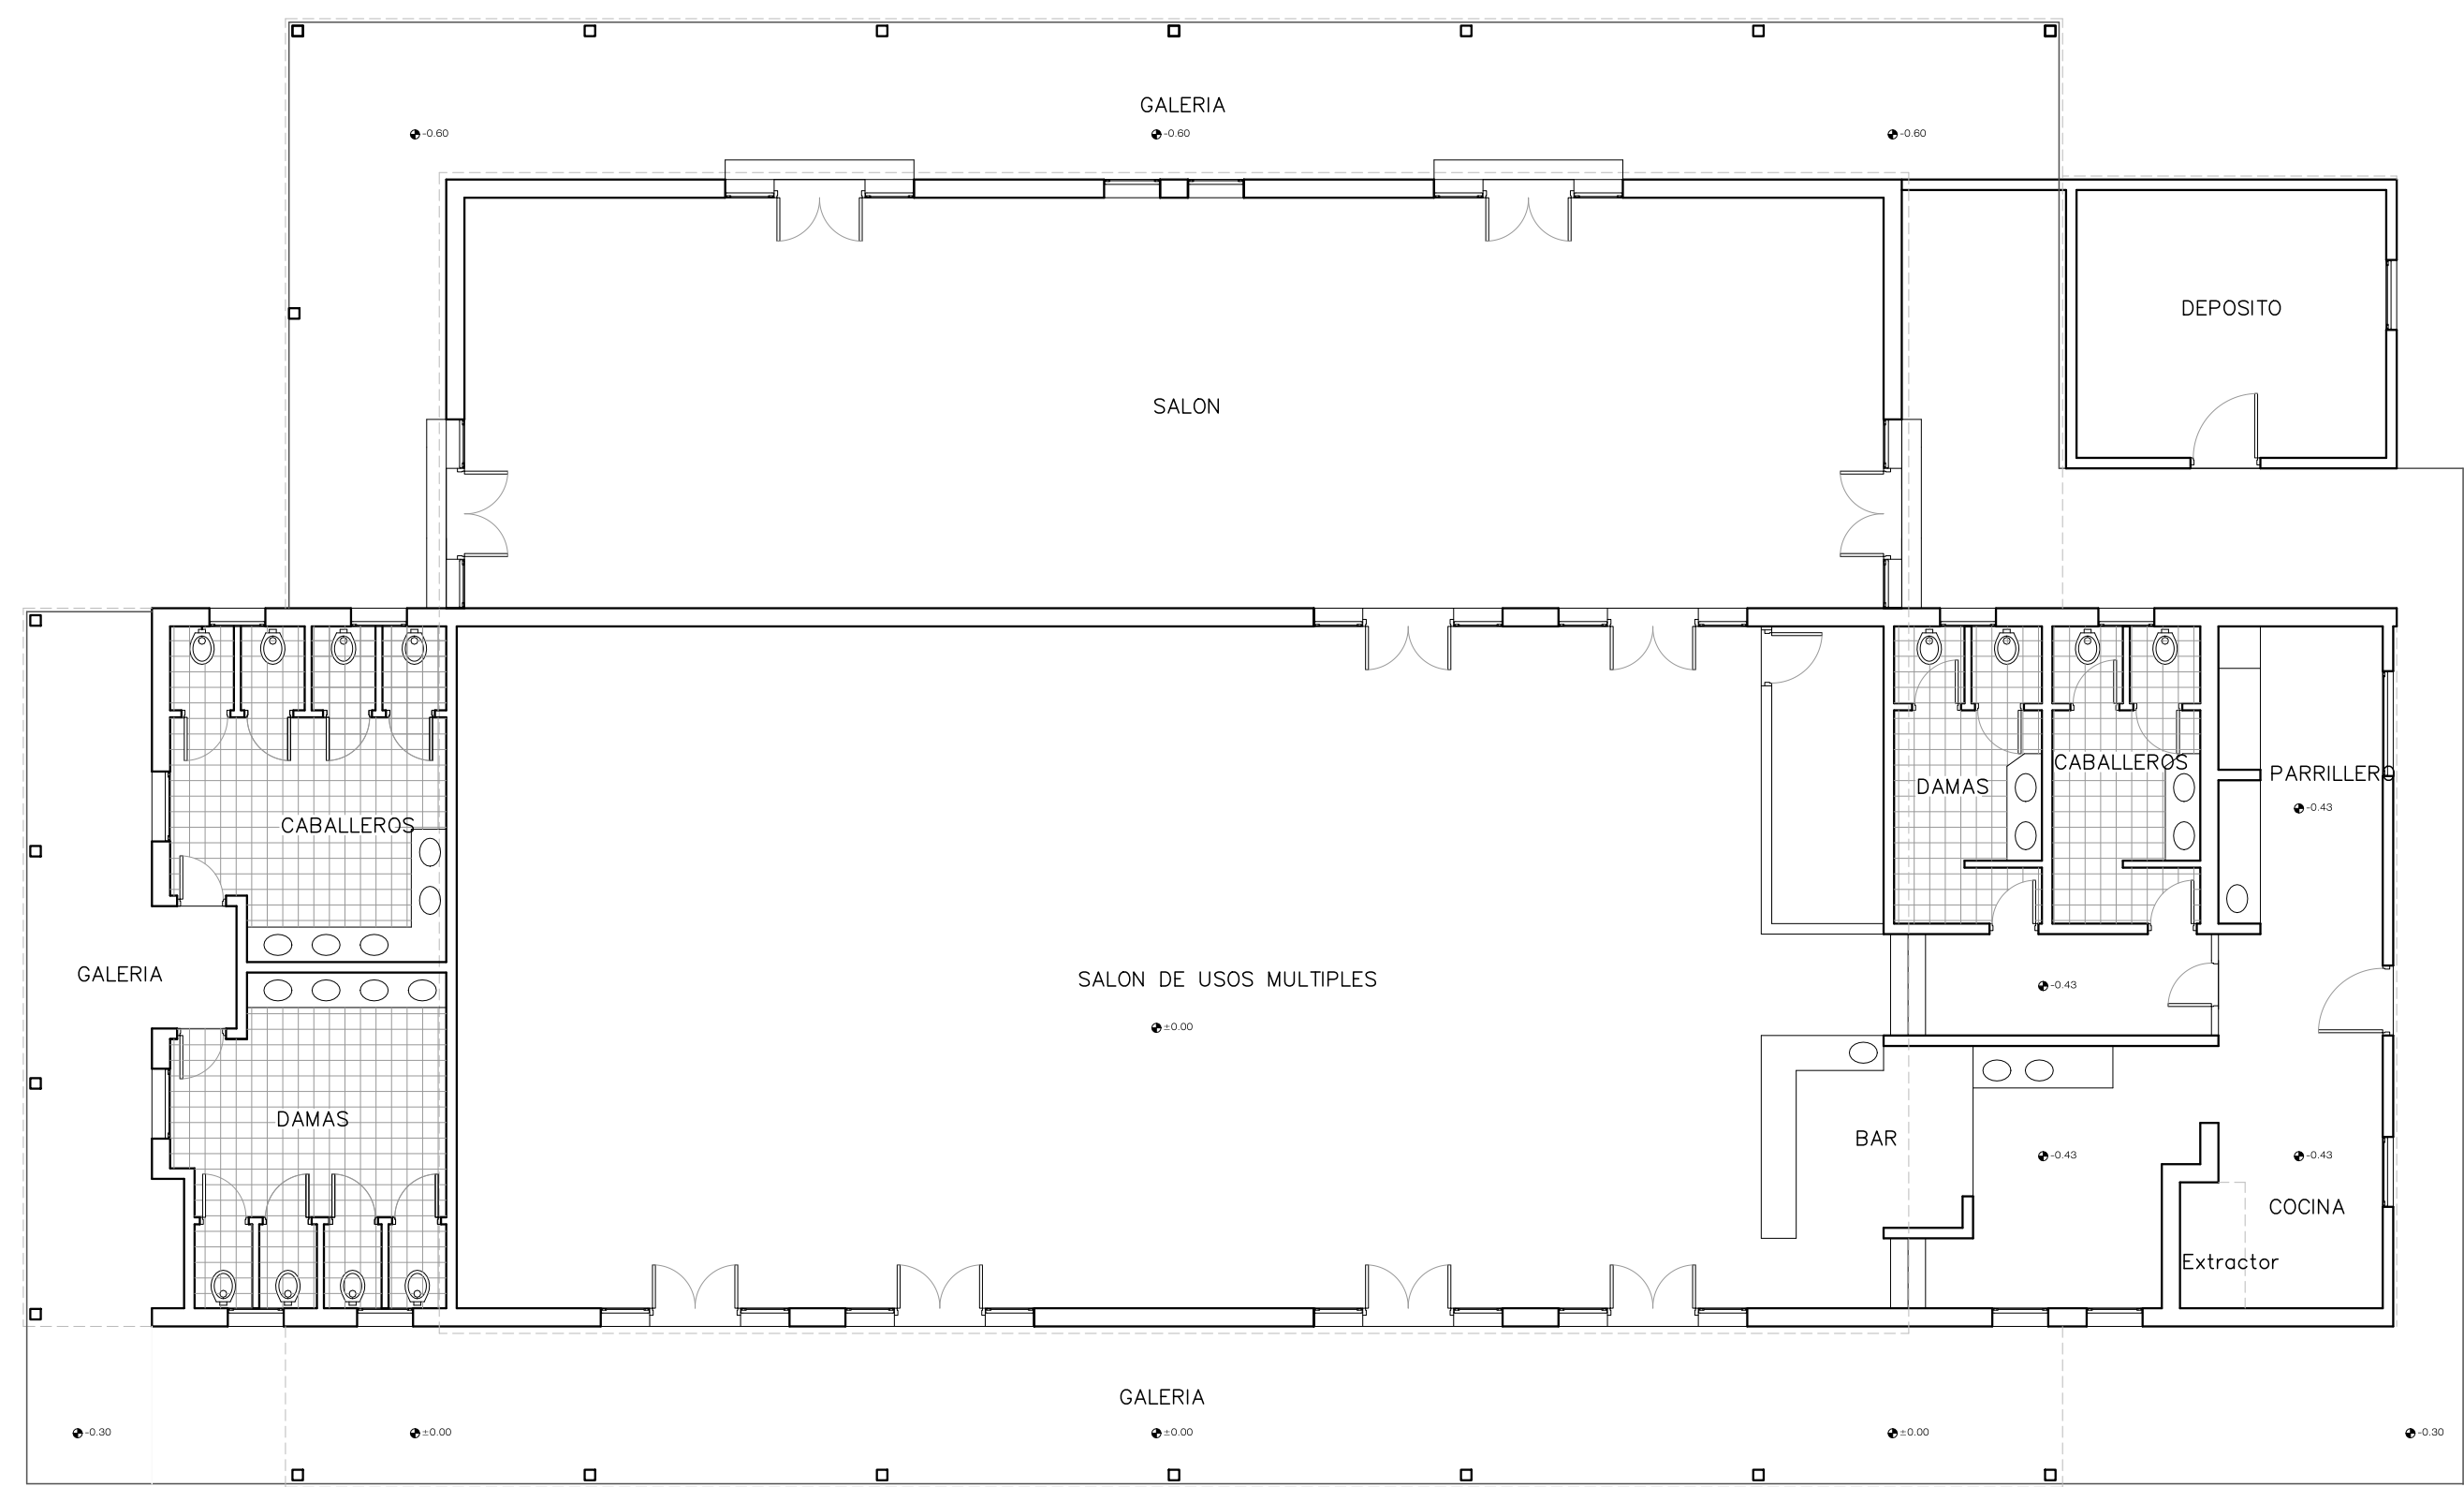 GALERIA
-0.60
-0.60
-0.60
DEPOSITO
SALON
CABALLEROS
PARRILLERO
DAMAS
-0.43
CABALLEROS
GALERIA
SALON DE USOS MULTIPLES
-0.43
±0.00
DAMAS
BAR
-0.43
-0.43
COCINA
Extractor
GALERIA
-0.30
±0.00
±0.00
±0.00
-0.30